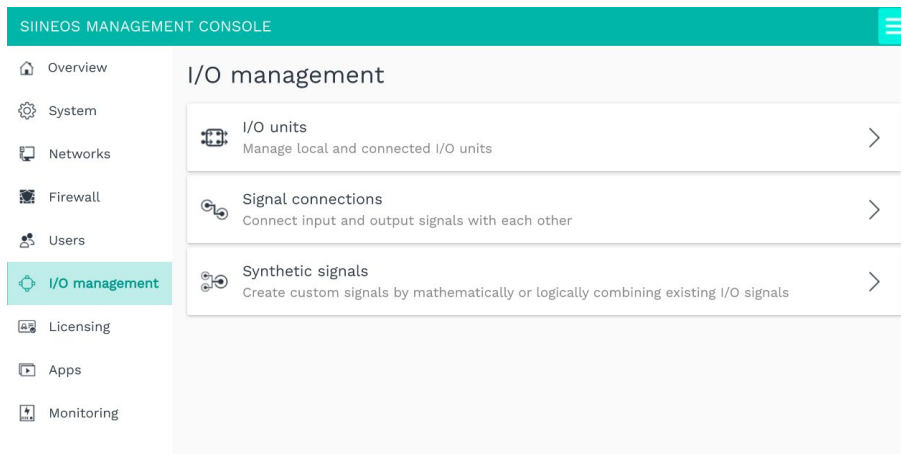 SIINEOS MANAGEMENT CONSOLE
Overview
System
Networks
Firewall
Users
I/O management
Licensing
Apps
Monitoring
I/O management
I/O units
Manage local and connected I/O units
Signal connections
Connect input and output signals with each other
Synthetic signals
Create custom signals by mathematically or logically combining existing I/O signals